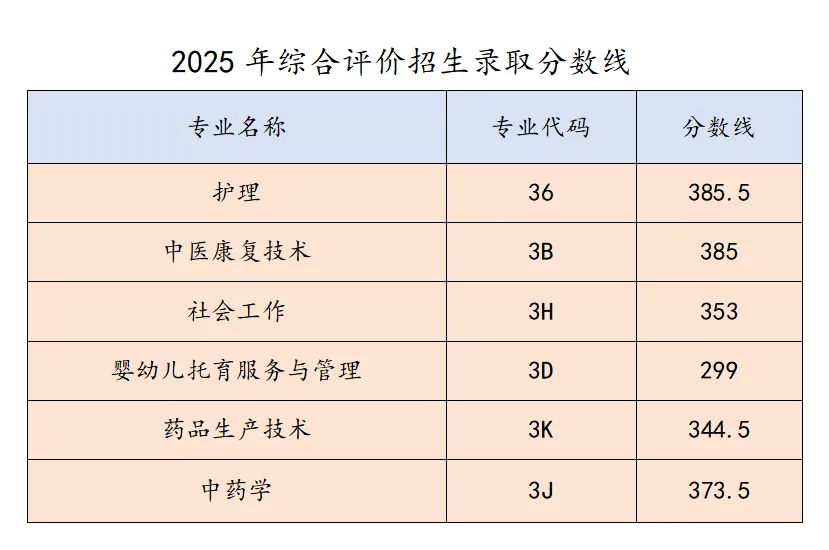 2025 年综合评价招生录取分数线
专业名称 专业代码 分数线
护理 36 385.5
中医康复技术 3B 385
社会工作 3H 353
婴幼儿托育服务与管理 3D 299
药品生产技术 3K 344.5
中药学 3J 373.5